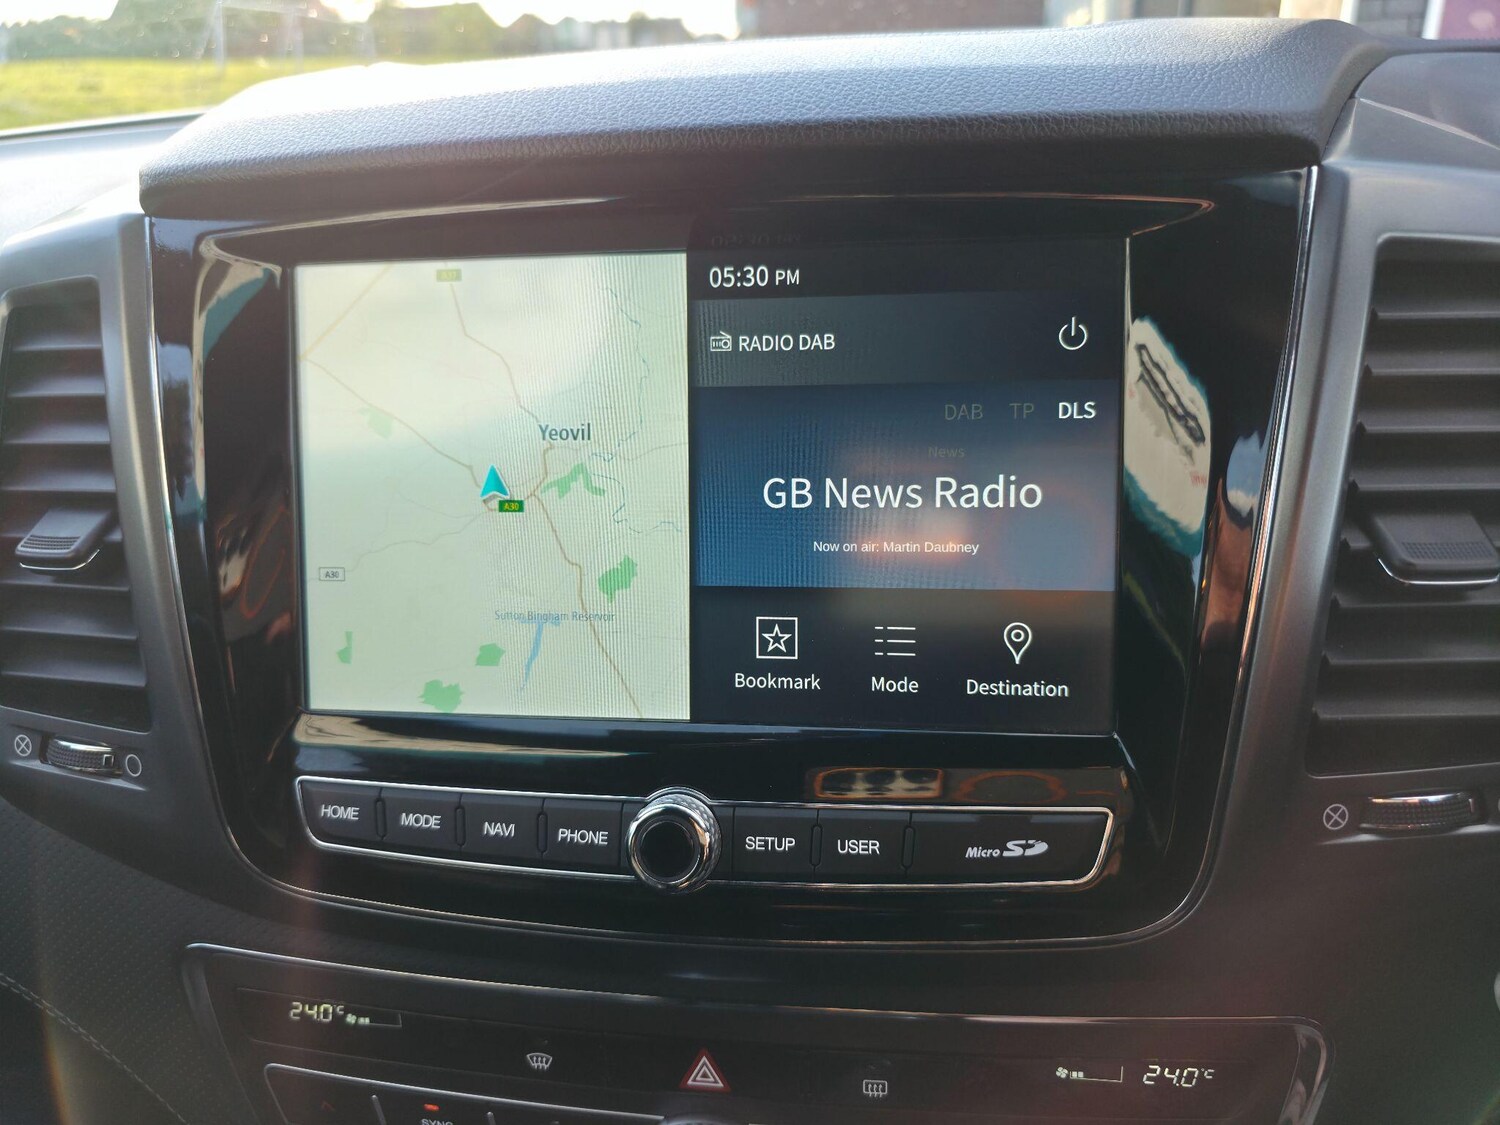 A37
Yeovil
A30
A30
Sutton Bingham Reservoir
05:30 PM
RADIO DAB
DAB TP DLS
News
GB News Radio
Now on air: Martin Daubney
Bookmark
Mode
Destination
HOME
MODE
NAVI
PHONE
SETUP
USER
Micro SD
24.0°C
24.0°C
SYNC